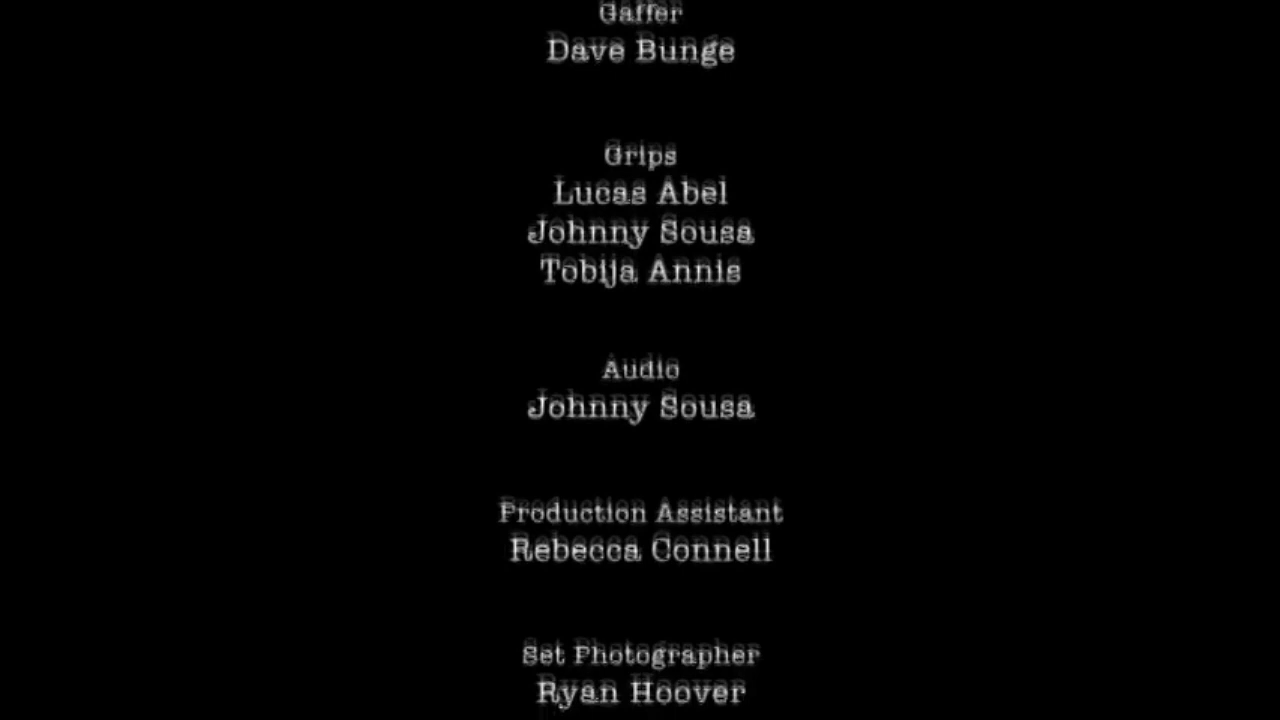 Gaffer
Dave Bunge
Grips
Lucas Abel
Johnny Sousa
Tobija Annis
Audio
Johnny Sousa
Production Assistant
Rebecca Connell
Set Photographer
Ryan Hoover